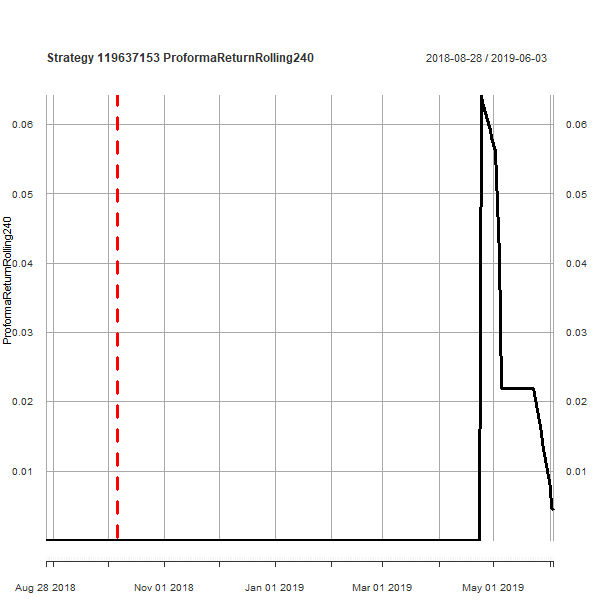 Strategy 119637153 ProformaReturnRolling240
2018-08-28 / 2019-06-03
ProformaReturnRolling240
0.06
0.05
0.04
0.03
0.02
0.01
0.06
0.05
0.04
0.03
0.02
0.01
Aug 28 2018
Nov 01 2018
Jan 01 2019
Mar 01 2019
May 01 2019